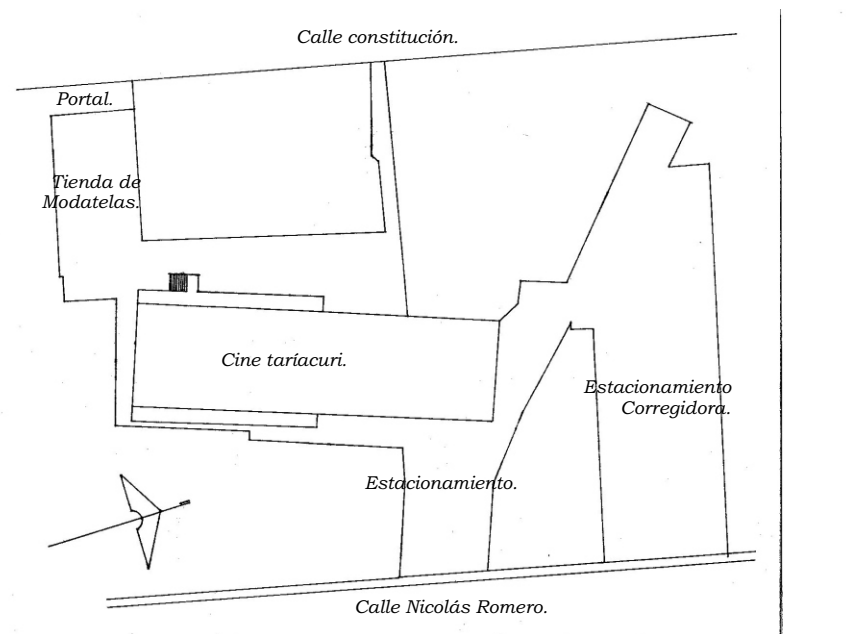 Calle constitución.
Portal.
Tienda de
Modatelas.
Cine taríacuri.
Estacionamiento
Corregidora.
Estacionamiento.
Calle Nicolás Romero.